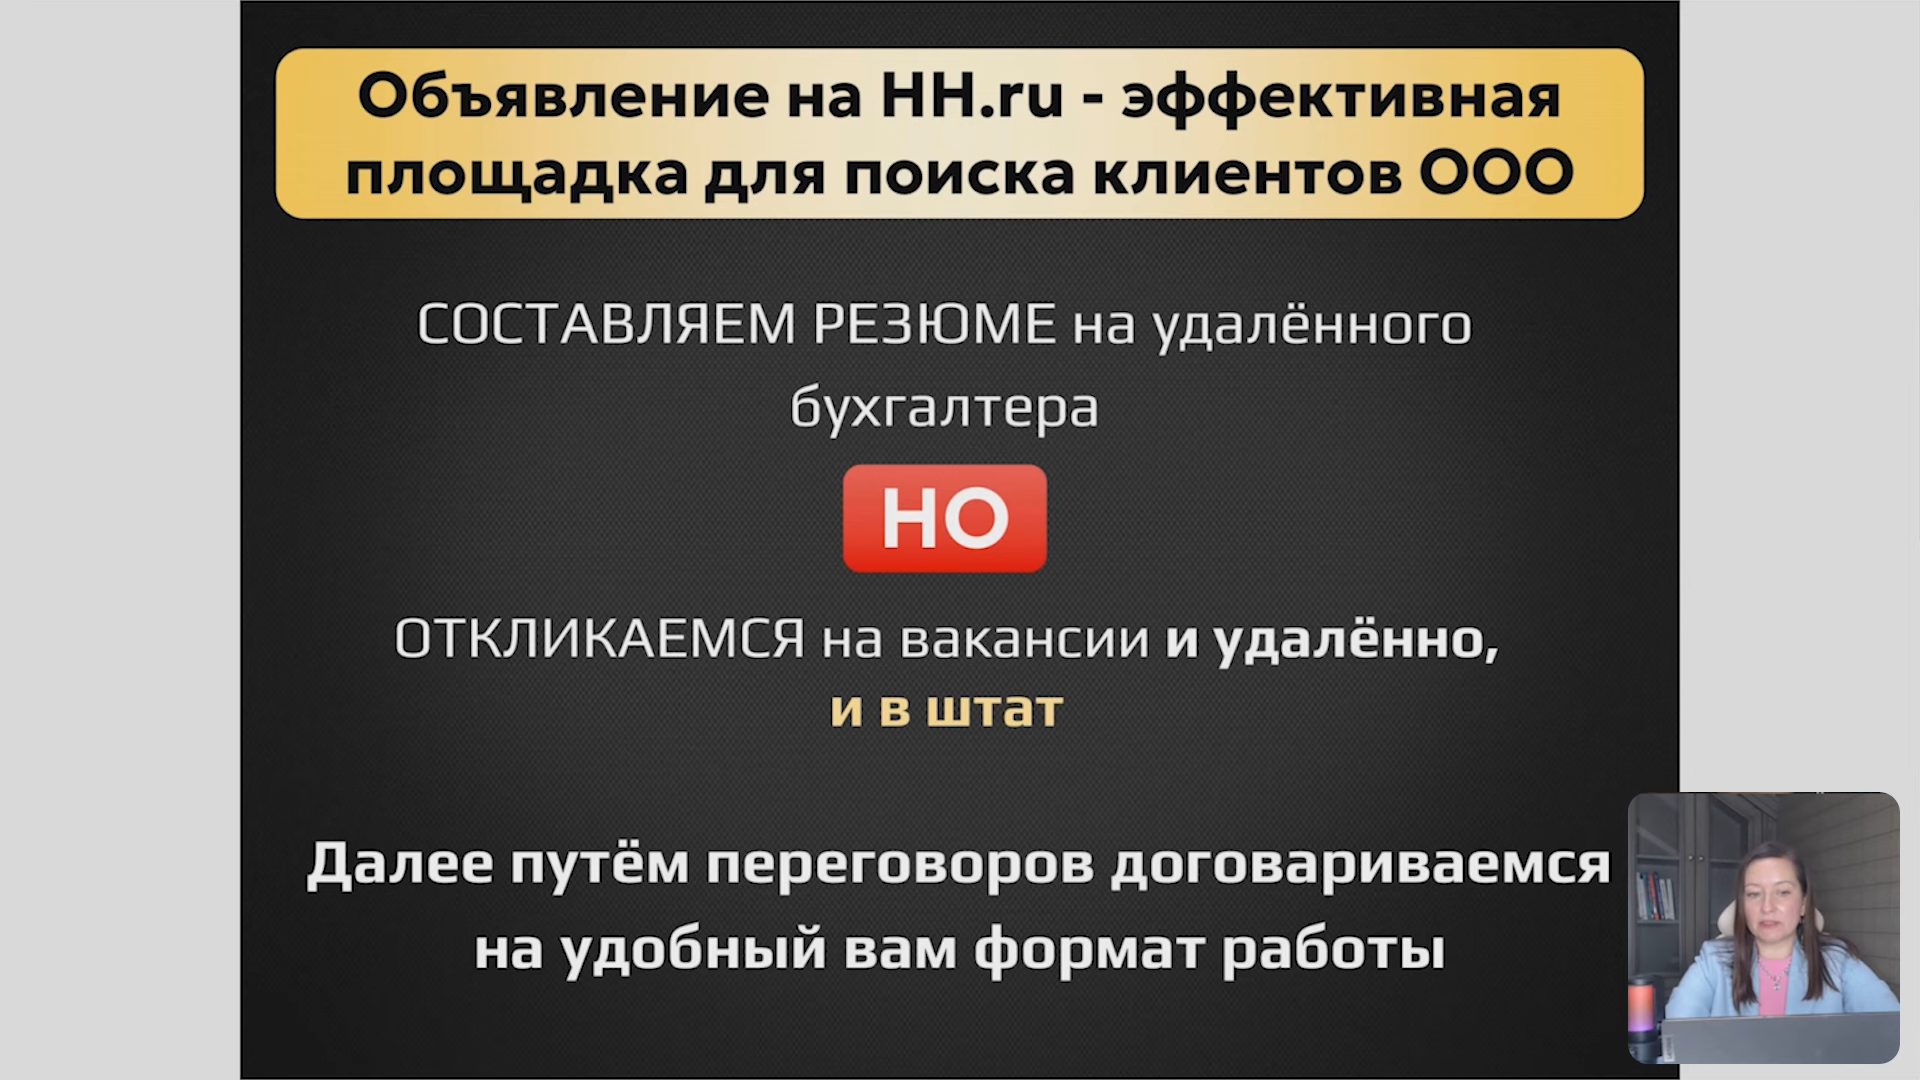 Объявление на HH.ru - эффективная
площадка для поиска клиентов ООО
СОСТАВЛЯЕМ РЕЗЮМЕ на удалённого
бухгалтера
НО
ОТКЛИКАЕМСЯ на вакансии и удалённо,
и в штат
Далее путём переговоров договариваемся
на удобный вам формат работы